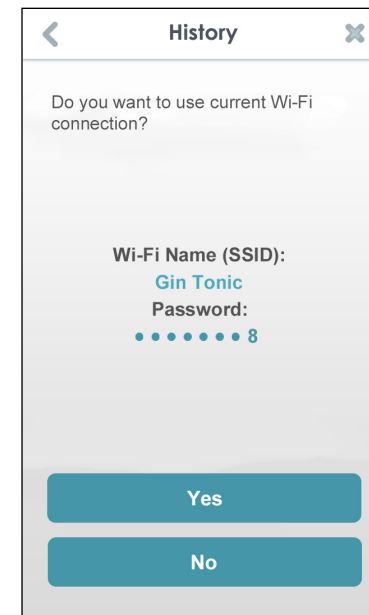 History
Do you want to use current Wi-Fi
connection?
Wi-Fi Name (SSID):
Gin Tonic
Password:
•••••••8
Yes
No